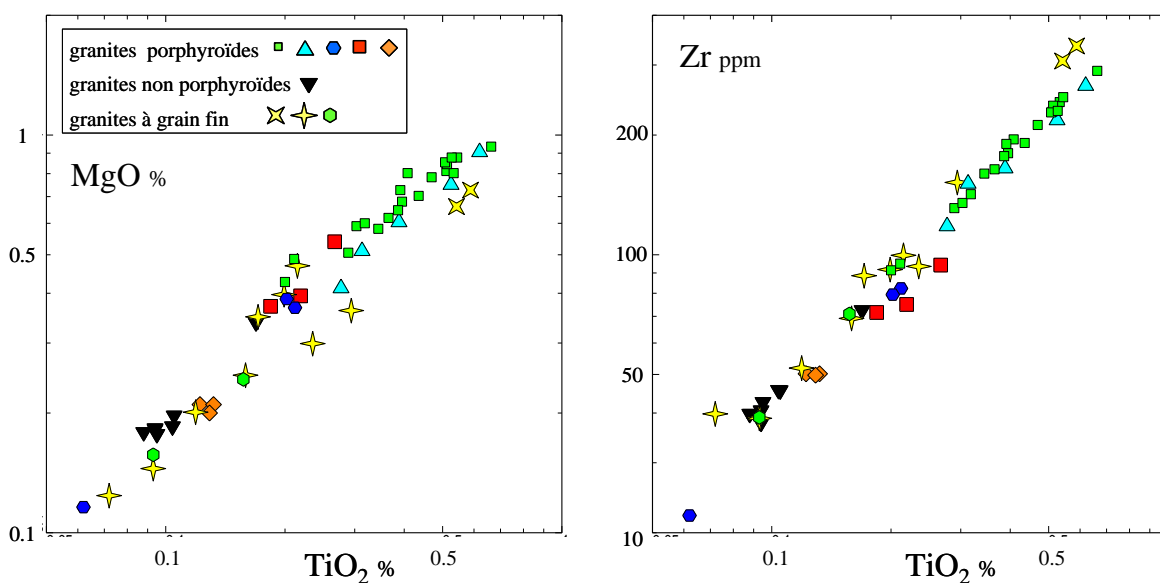 granites porphyroïdes
granites non porphyroïdes
granites à grain fin
1
MgO %
0.5
0.1
0.1
0.5
TiO2 %
1
Zr ppm
200
100
50
10
0.1
0.5
TiO2 %